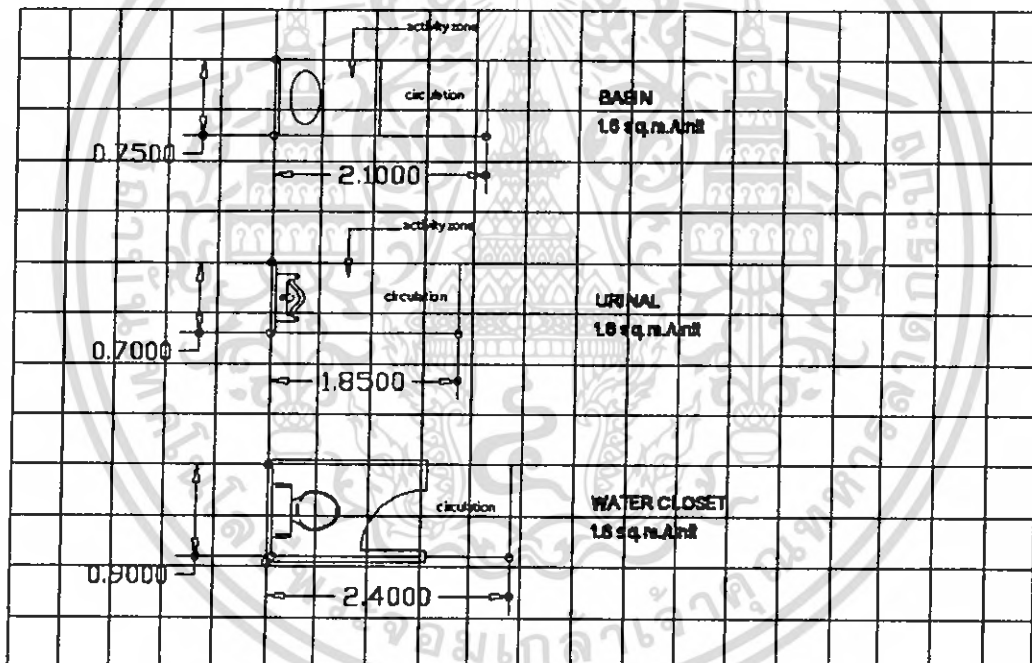 activity zone
circulation
BASIN
1.6 sq.m./unit
0.7500
2.1000
activity zone
circulation
URINAL
1.6 sq.m./unit
0.7000
1.8500
circulation
WATER CLOSET
1.6 sq.m./unit
0.9000
2.4000